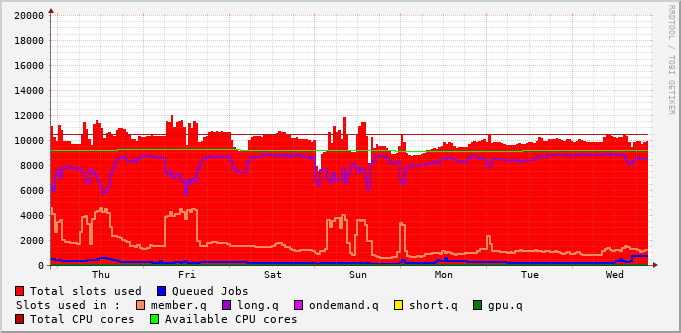 RRDTOOL / TOBI OETIKER
20000
18000
16000
14000
12000
10000
8000
6000
4000
2000
0
Thu Fri Sat Sun Mon Tue Wed
Total slots used Queued Jobs
Slots used in : member.q long.q ondemand.q short.q gpu.q
Total CPU cores Available CPU cores